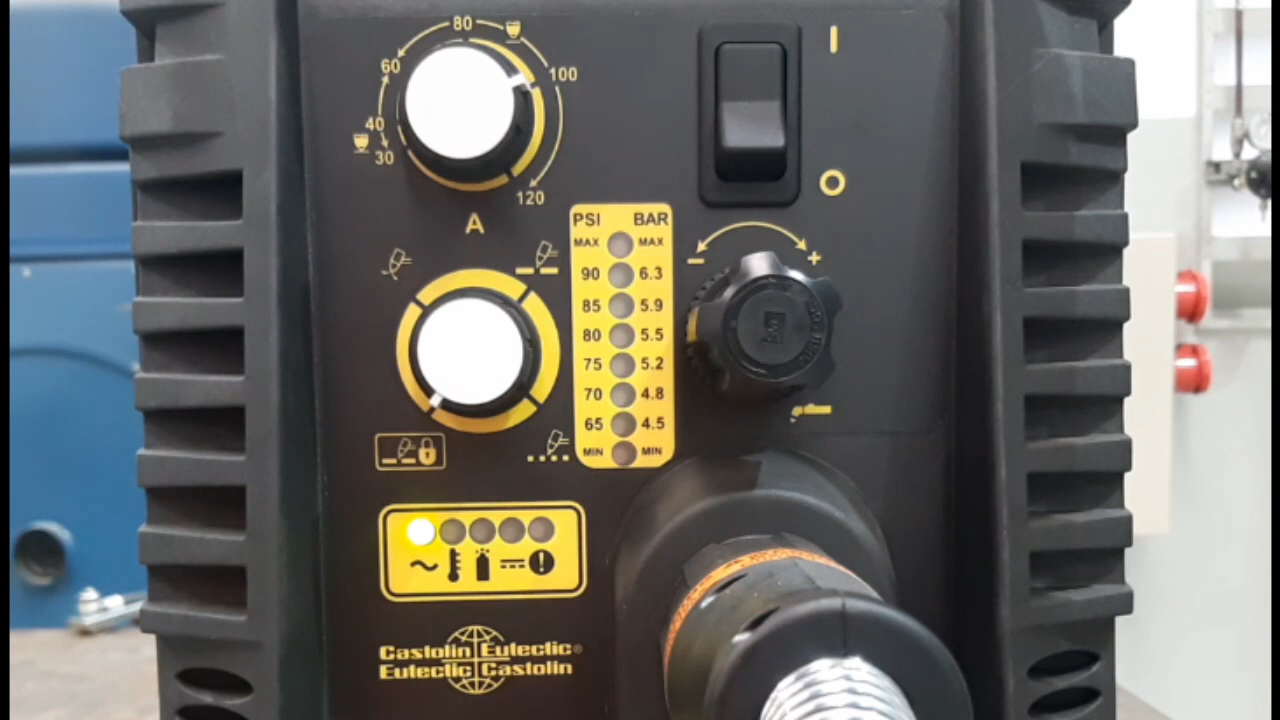 80
60
100
40
30
120
A
PSI BAR
MAX MAX
90 6.3
85 5.9
80 5.5
75 5.2
70 4.8
65 4.5
MIN MIN
I
O
- +
Castolin Eutectic®
Eutectic Castolin